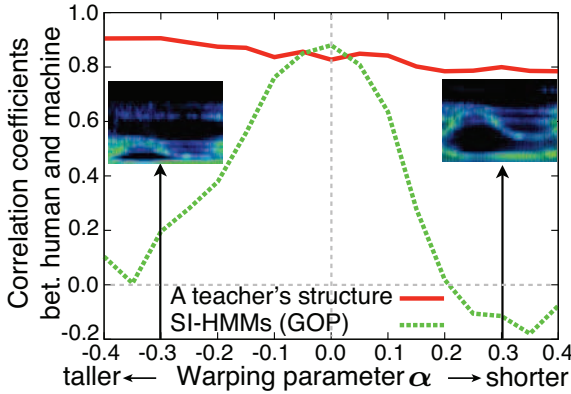 Correlation coefficients
bet. human and machine
1.0
0.8
0.6
0.4
0.2
0.0
-0.2
A teacher's structure
SI-HMMs (GOP)
-0.4 -0.3 -0.2 -0.1 0.0 0.1 0.2 0.3 0.4
taller ← Warping parameter α → shorter